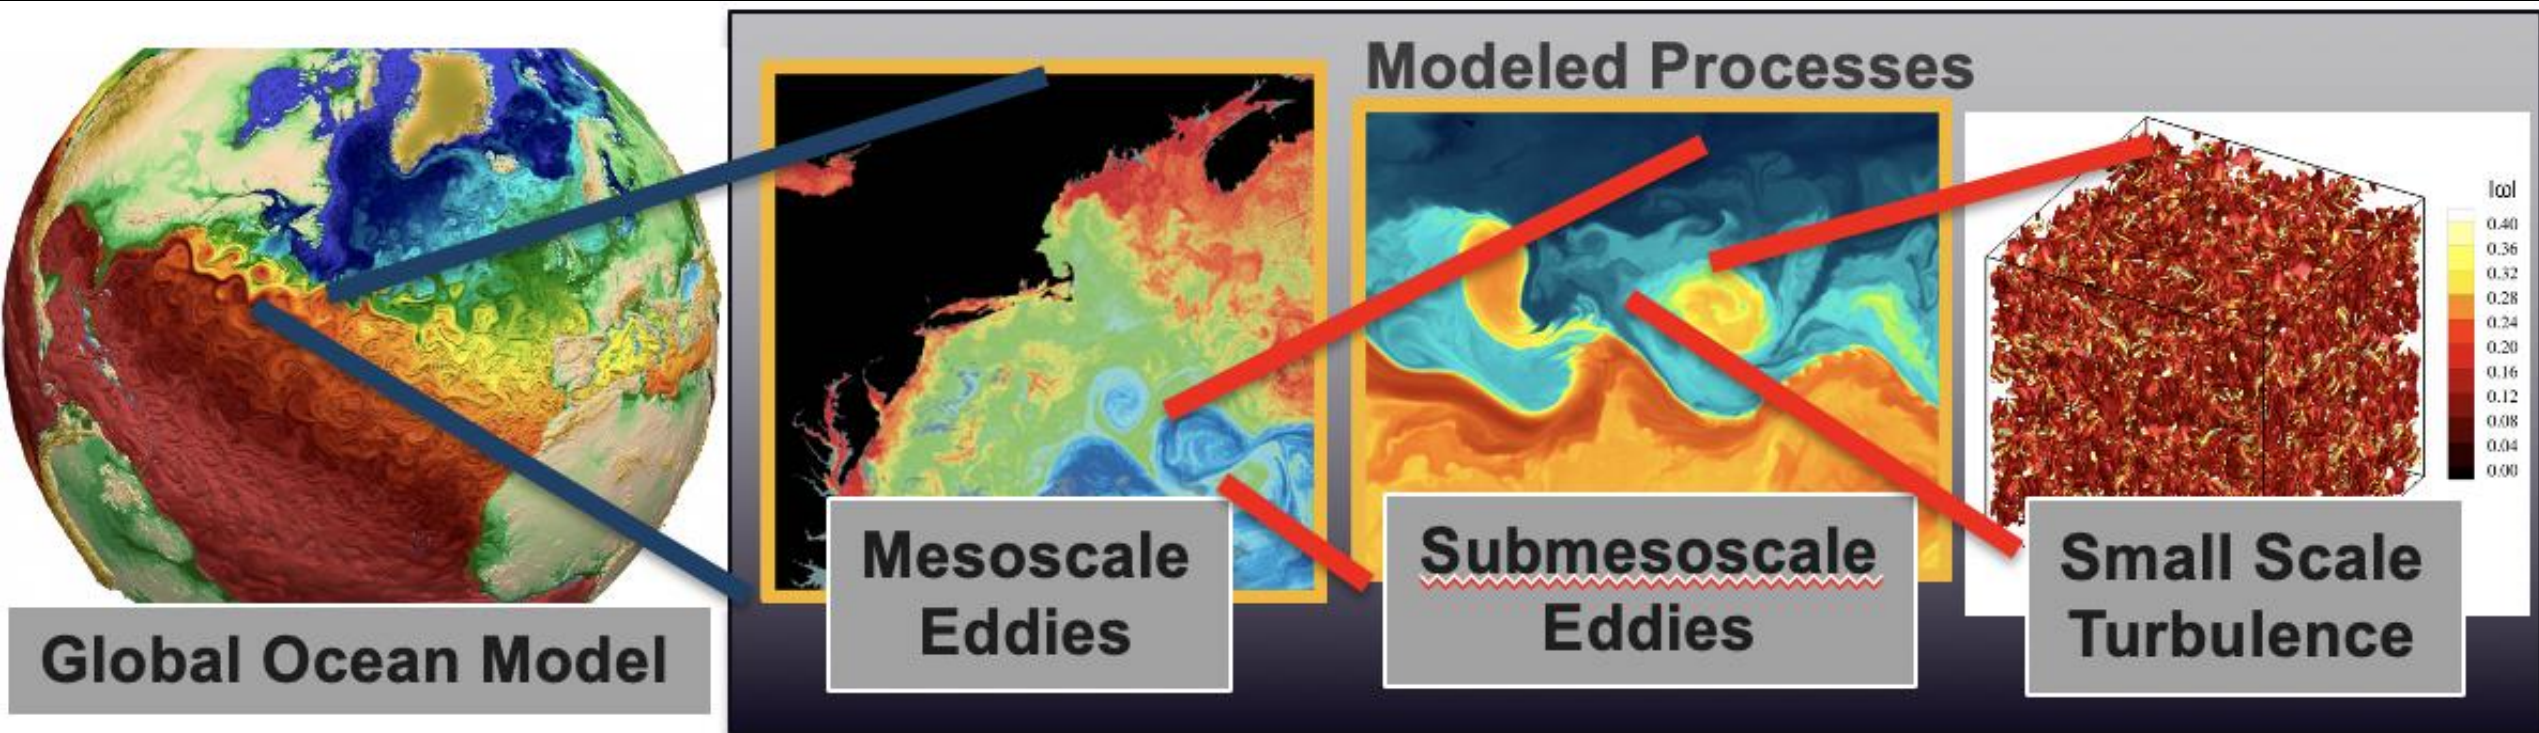 Modeled Processes
Global Ocean Model
Mesoscale
Eddies
Submesoscale
Eddies
Small Scale
Turbulence
|ω|
0.40
0.36
0.32
0.28
0.24
0.20
0.16
0.12
0.08
0.04
0.00